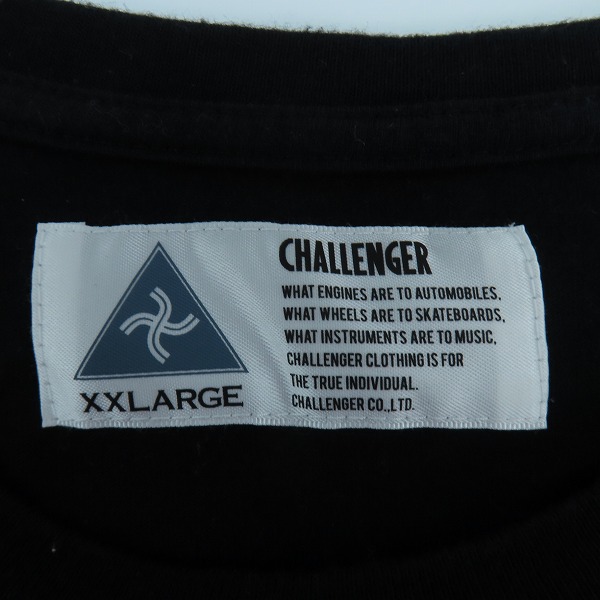 CHALLENGER
WHAT ENGINES ARE TO AUTOMOBILES,
WHAT WHEELS ARE TO SKATEBOARDS,
WHAT INSTRUMENTS ARE TO MUSIC,
CHALLENGER CLOTHING IS FOR
THE TRUE INDIVIDUAL.
CHALLENGER CO.,LTD.
XXLARGE